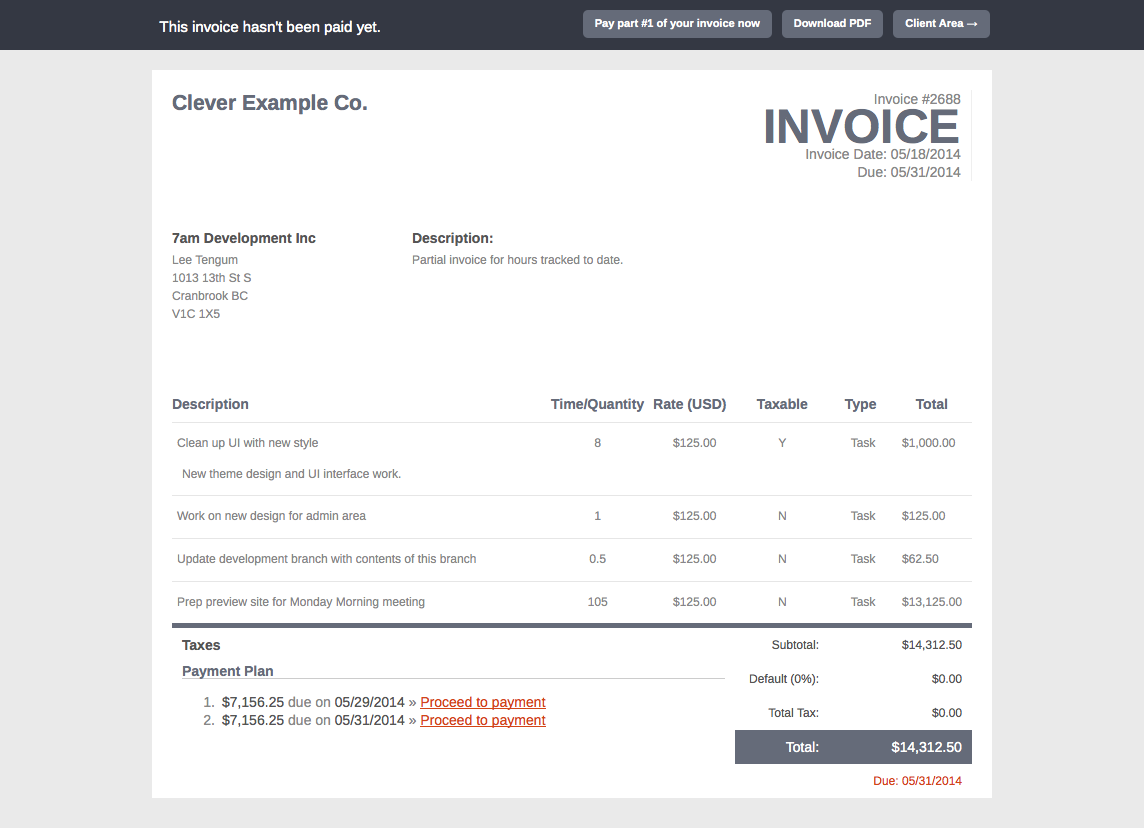 This invoice hasn't been paid yet.
Pay part #1 of your invoice now
Download PDF
Client Area →
Clever Example Co.
Invoice #2688
INVOICE
Invoice Date: 05/18/2014
Due: 05/31/2014
7am Development Inc
Lee Tengum
1013 13th St S
Cranbrook BC
V1C 1X5
Description:
Partial invoice for hours tracked to date.
Description Time/Quantity Rate (USD) Taxable Type Total
Clean up UI with new style 8 $125.00 Y Task $1,000.00
New theme design and UI interface work.
Work on new design for admin area 1 $125.00 N Task $125.00
Update development branch with contents of this branch 0.5 $125.00 N Task $62.50
Prep preview site for Monday Morning meeting 105 $125.00 N Task $13,125.00
Taxes
Payment Plan
1. $7,156.25 due on 05/29/2014 » Proceed to payment
2. $7,156.25 due on 05/31/2014 » Proceed to payment
Subtotal: $14,312.50
Default (0%): $0.00
Total Tax: $0.00
Total: $14,312.50
Due: 05/31/2014